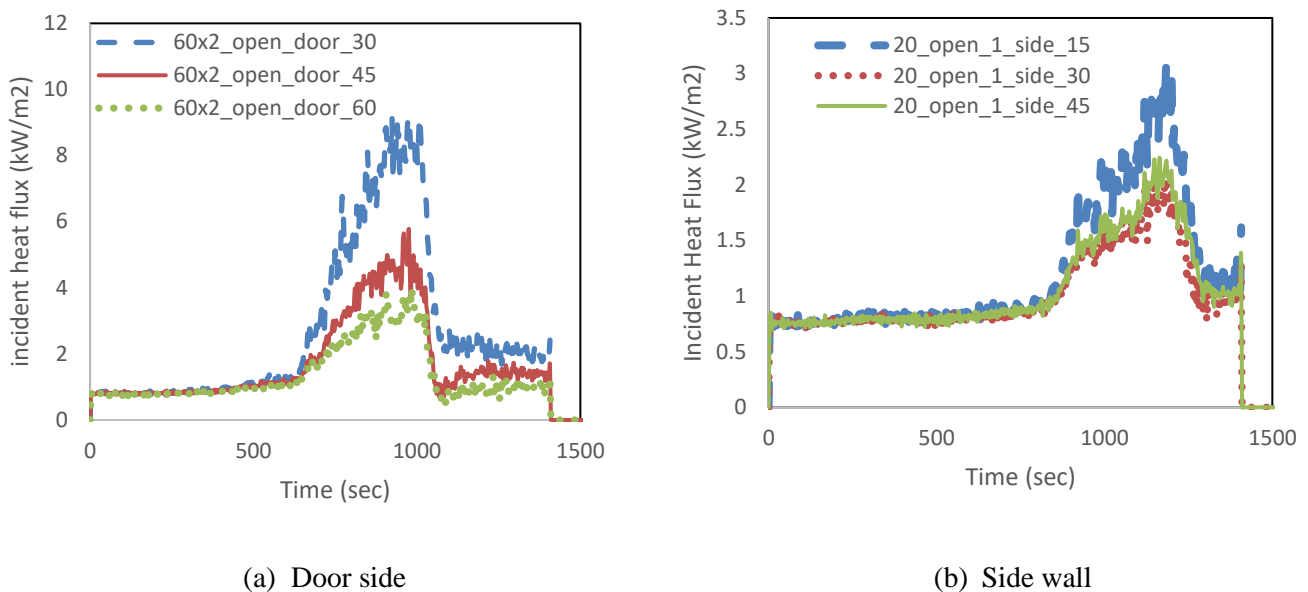 12
10
8
6
4
2
0
incident heat flux (kW/m2)
60x2_open_door_30
60x2_open_door_45
60x2_open_door_60
0
500
1000
1500
Time (sec)
(a) Door side
3.5
3
2.5
2
1.5
1
0.5
0
Incident Heat Flux (kW/m2)
20_open_1_side_15
20_open_1_side_30
20_open_1_side_45
0
500
1000
1500
Time (sec)
(b) Side wall